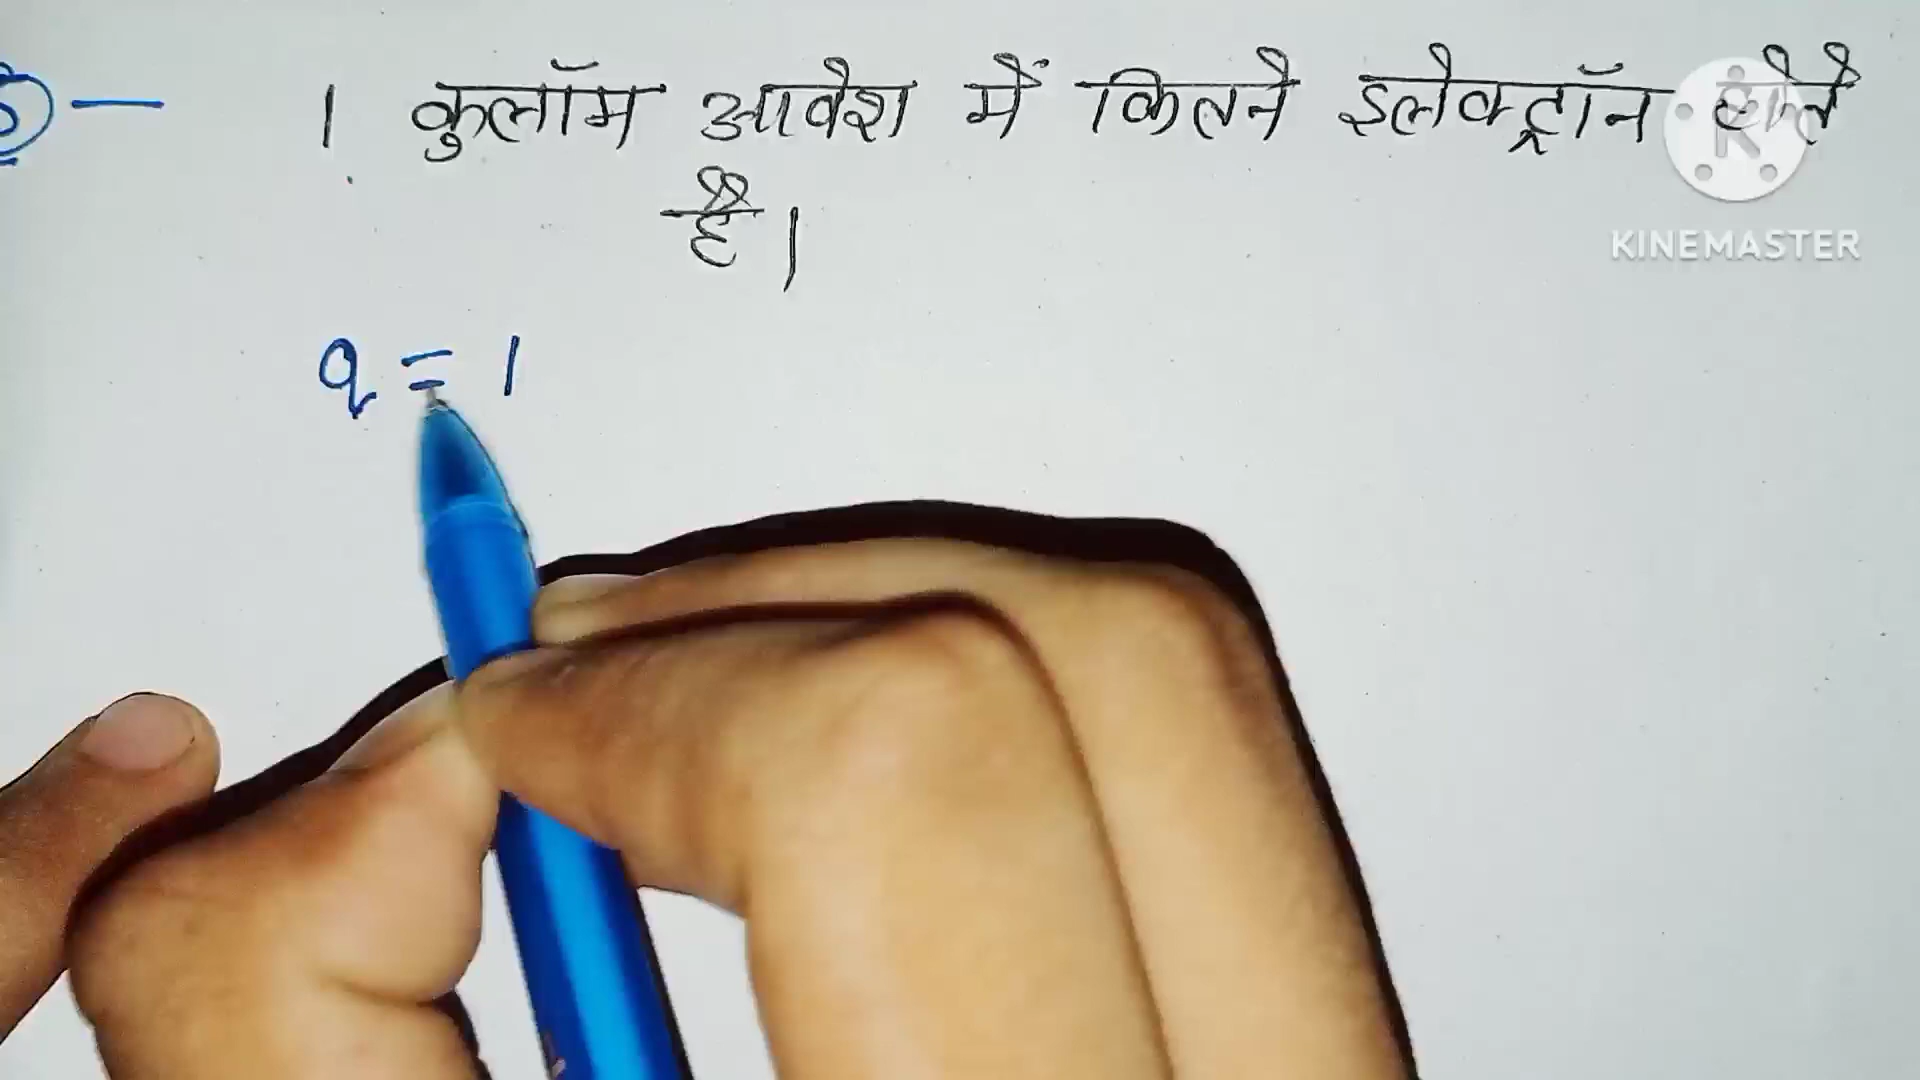 1 कुलॉम आवेश में कितने इलेक्ट्रॉन होते
है।
KINEMASTER
q = 1